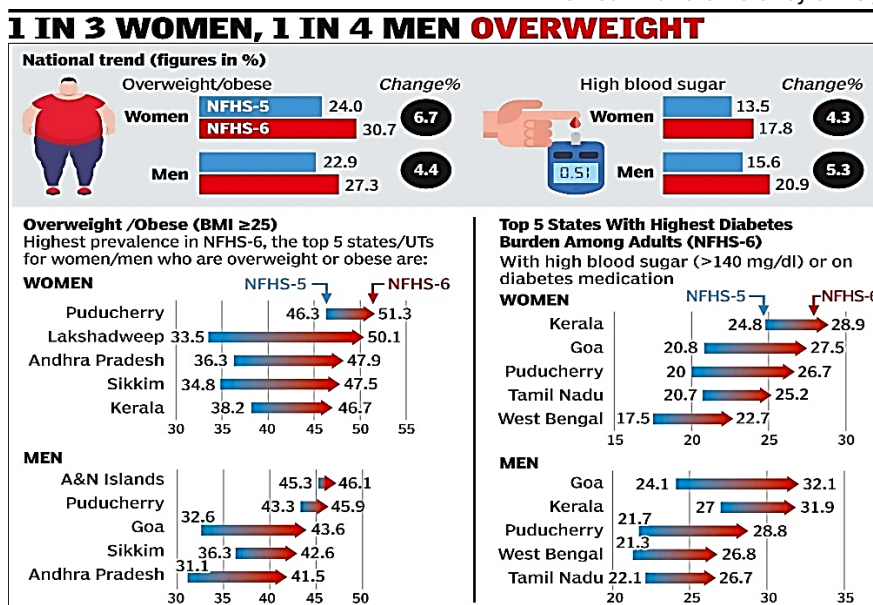 1 IN 3 WOMEN, 1 IN 4 MEN OVERWEIGHT
National trend (figures in %)
Overweight/obese Change%
Women NFHS-5 24.0
NFHS-6 30.7 6.7
Men 22.9
27.3 4.4
High blood sugar Change%
Women 13.5
17.8 4.3
0.51
Men 15.6
20.9 5.3
Overweight /Obese (BMI ≥25)
Highest prevalence in NFHS-6, the top 5 states/UTs
for women/men who are overweight or obese are:
WOMEN NFHS-5 NFHS-6
Puducherry 46.3 51.3
Lakshadweep 33.5 50.1
Andhra Pradesh 36.3 47.9
Sikkim 34.8 47.5
Kerala 38.2 46.7
30 35 40 45 50 55
MEN
A&N Islands 45.3 46.1
Puducherry 43.3 45.9
Goa 32.6 43.6
Sikkim 36.3 42.6
Andhra Pradesh 31.1 41.5
30 35 40 45 50
Top 5 States With Highest Diabetes
Burden Among Adults (NFHS-6)
With high blood sugar (>140 mg/dl) or on
diabetes medication
WOMEN NFHS-5 NFHS-6
Kerala 24.8 28.9
Goa 20.8 27.5
Puducherry 20 26.7
Tamil Nadu 20.7 25.2
West Bengal 17.5 22.7
15 20 25 30
MEN
Goa 24.1 32.1
Kerala 27 31.9
Puducherry 21.7 28.8
West Bengal 21.3 26.8
Tamil Nadu 22.1 26.7
20 25 30 35